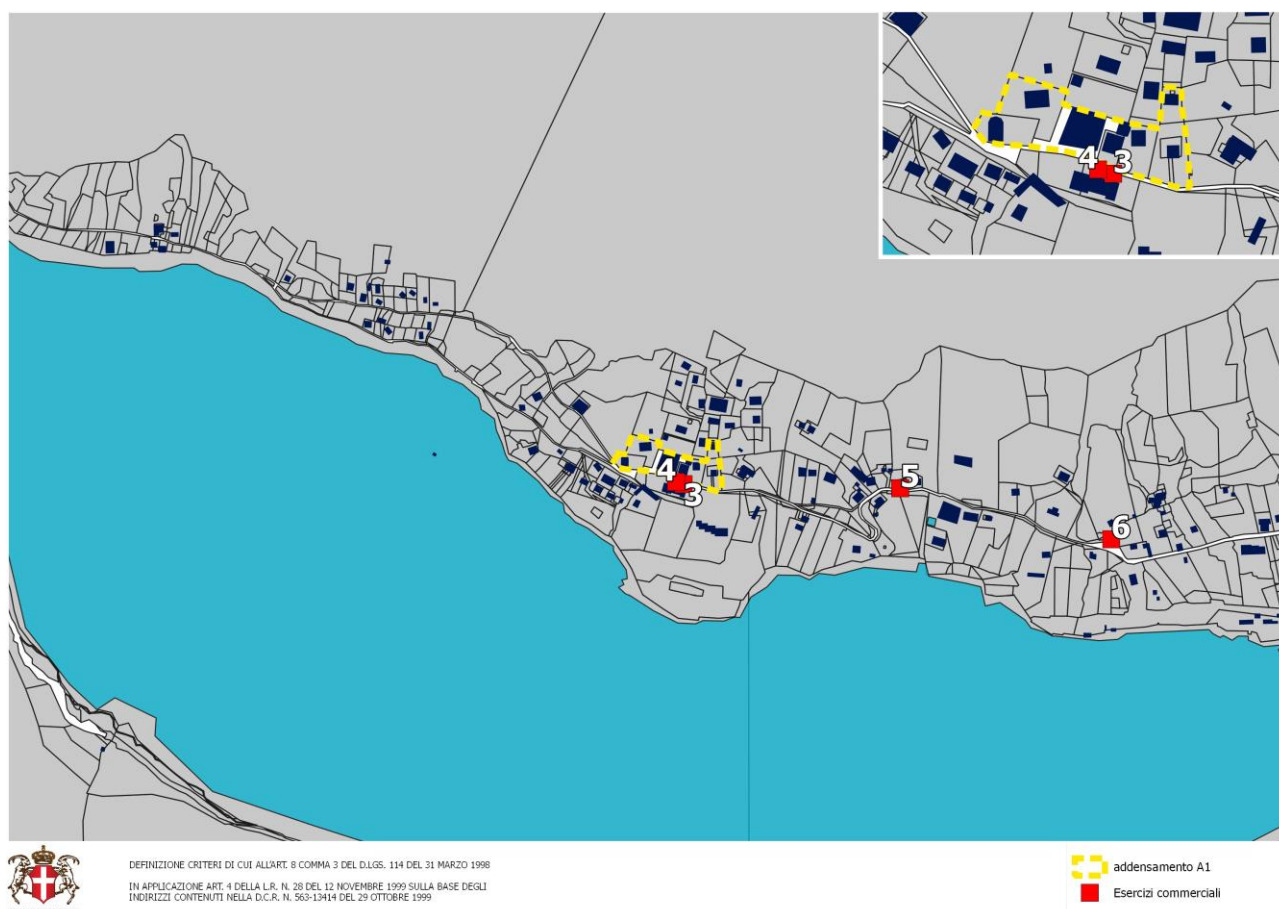 4
3
4
3
5
6
DEFINIZIONE CRITERI DI CUI ALL'ART. 8 COMMA 3 DEL D.LGS. 114 DEL 31 MARZO 1998
IN APPLICAZIONE ART. 4 DELLA L.R. N. 28 DEL 12 NOVEMBRE 1999 SULLA BASE DEGLI
INDIRIZZI CONTENUTI NELLA D.C.R. N. 563-13414 DEL 29 OTTOBRE 1999
addensamento A1
Esercizi commerciali